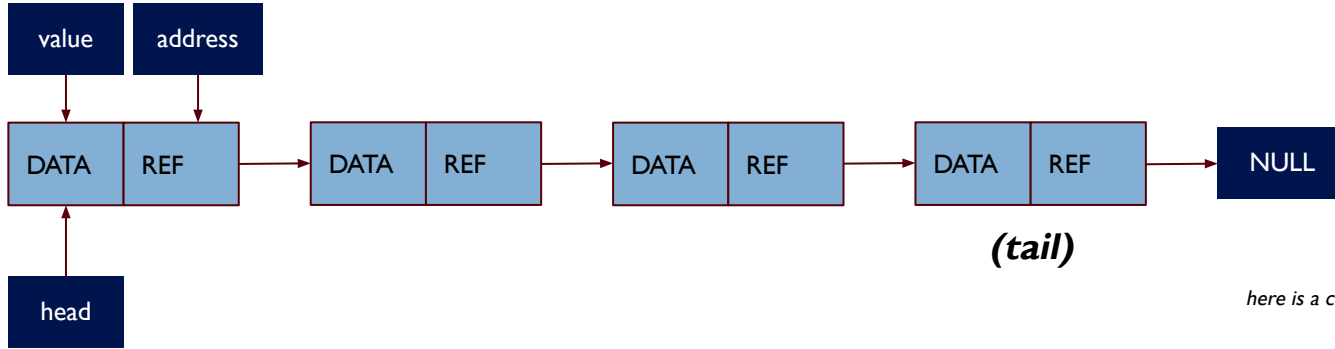 value
address
DATA REF DATA REF DATA REF DATA REF NULL
(tail)
head
here is a c